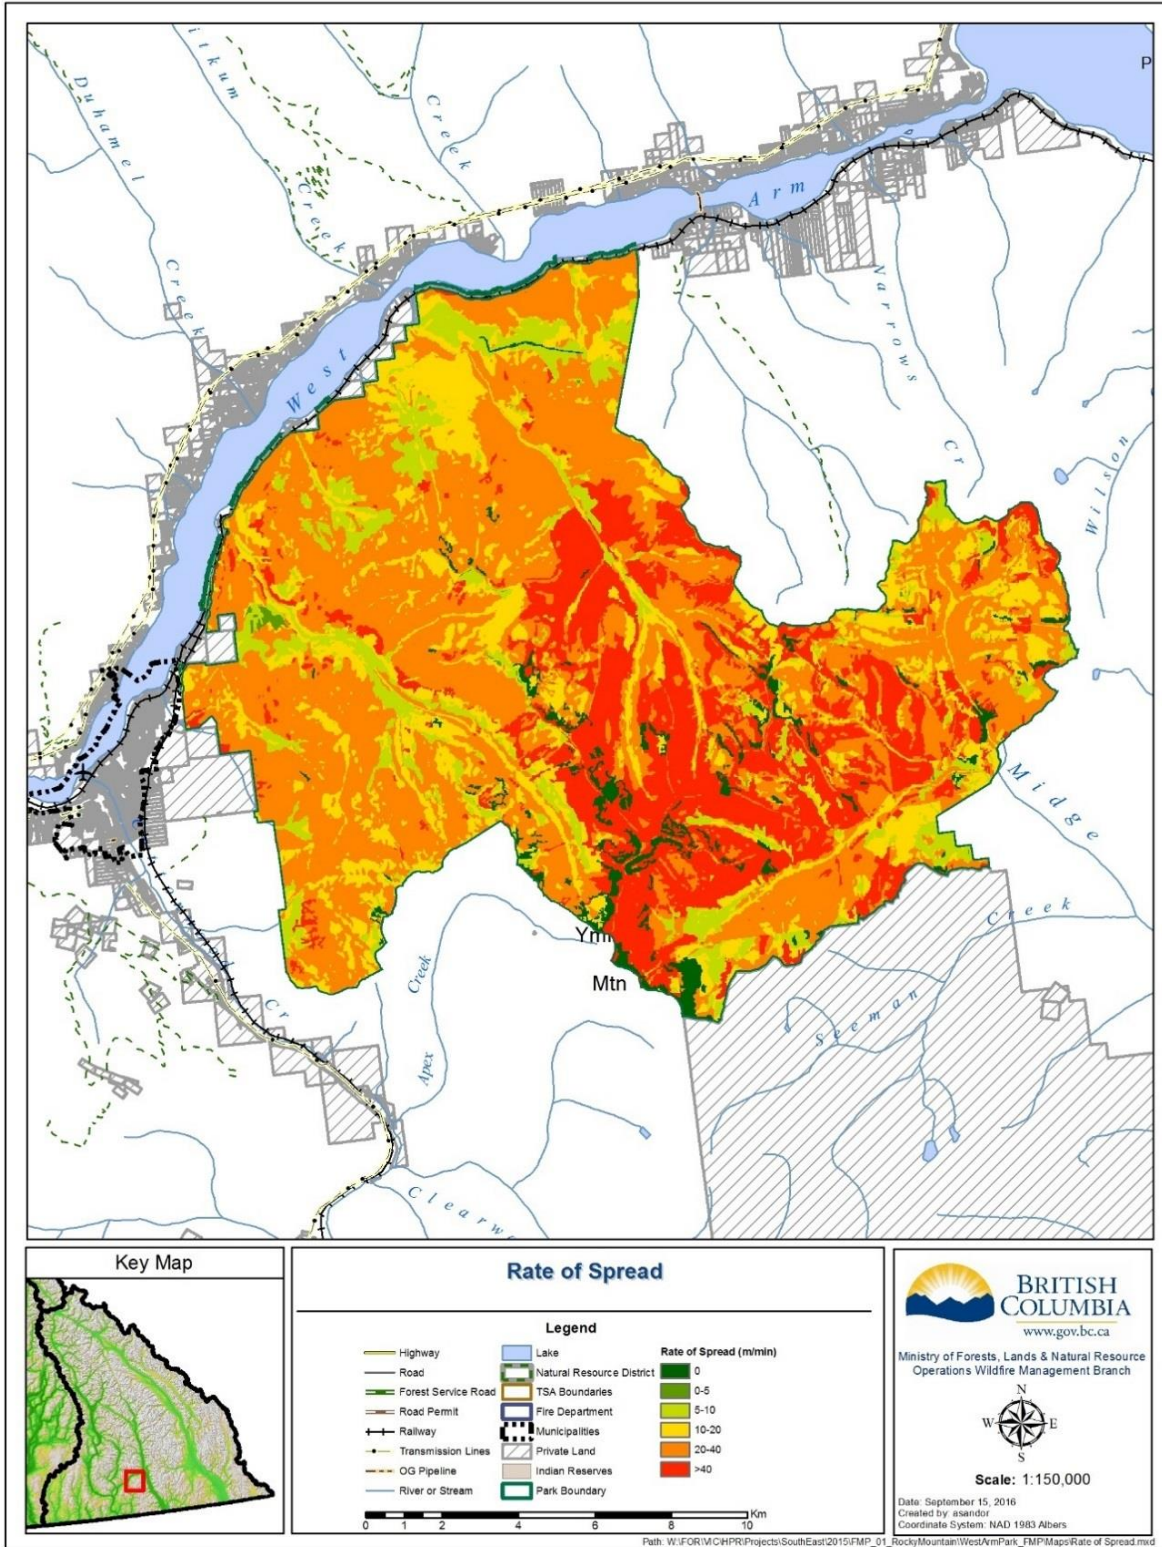 P
Duhamel
Creek
itkum
Creek
Creek
Arm
West
Narrows
Cr
Wilson
Midge
Creek
Seeman
Ym
Mtn
Creek
Apex
Cr
Clearw
Key Map
Rate of Spread
Legend
Highway
Road
Forest Service Road
Road Permit
Railway
Transmission Lines
OG Pipeline
River or Stream
Lake
Natural Resource District
TSA Boundaries
Fire Department
Municipalities
Private Land
Indian Reserves
Park Boundary
Rate of Spread (m/min)
0
0-5
5-10
10-20
20-40
>40
Km
0 1 2 4 6 8 10
BRITISH
COLUMBIA
www.gov.bc.ca
Ministry of Forests, Lands & Natural Resource
Operations Wildfire Management Branch
N
W E
S
Scale: 1:150,000
Date: September 15, 2016
Created by: asandor
Coordinate System: NAD 1983 Albers
Path: W:\FOR\VIC\HPR\Projects\SouthEast\2015\FMP_01_RockyMountain\WestArmPark_FMP\Maps\Rate of Spread.mxd